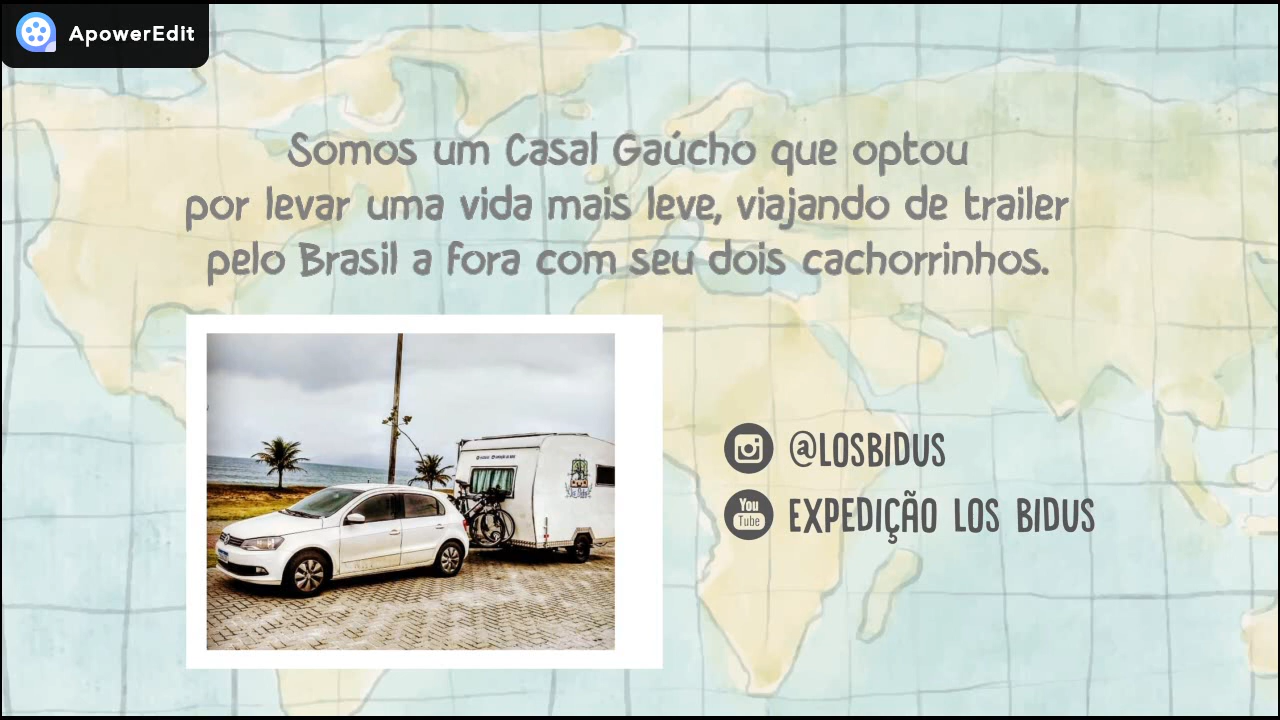 ApowerEdit
Somos um Casal Gaúcho que optou
por levar uma vida mais leve, viajando de trailer
pelo Brasil a fora com seu dois cachorrinhos.
@LOSBIDUS
You
Tube
EXPEDIÇÃO LOS BIDUS